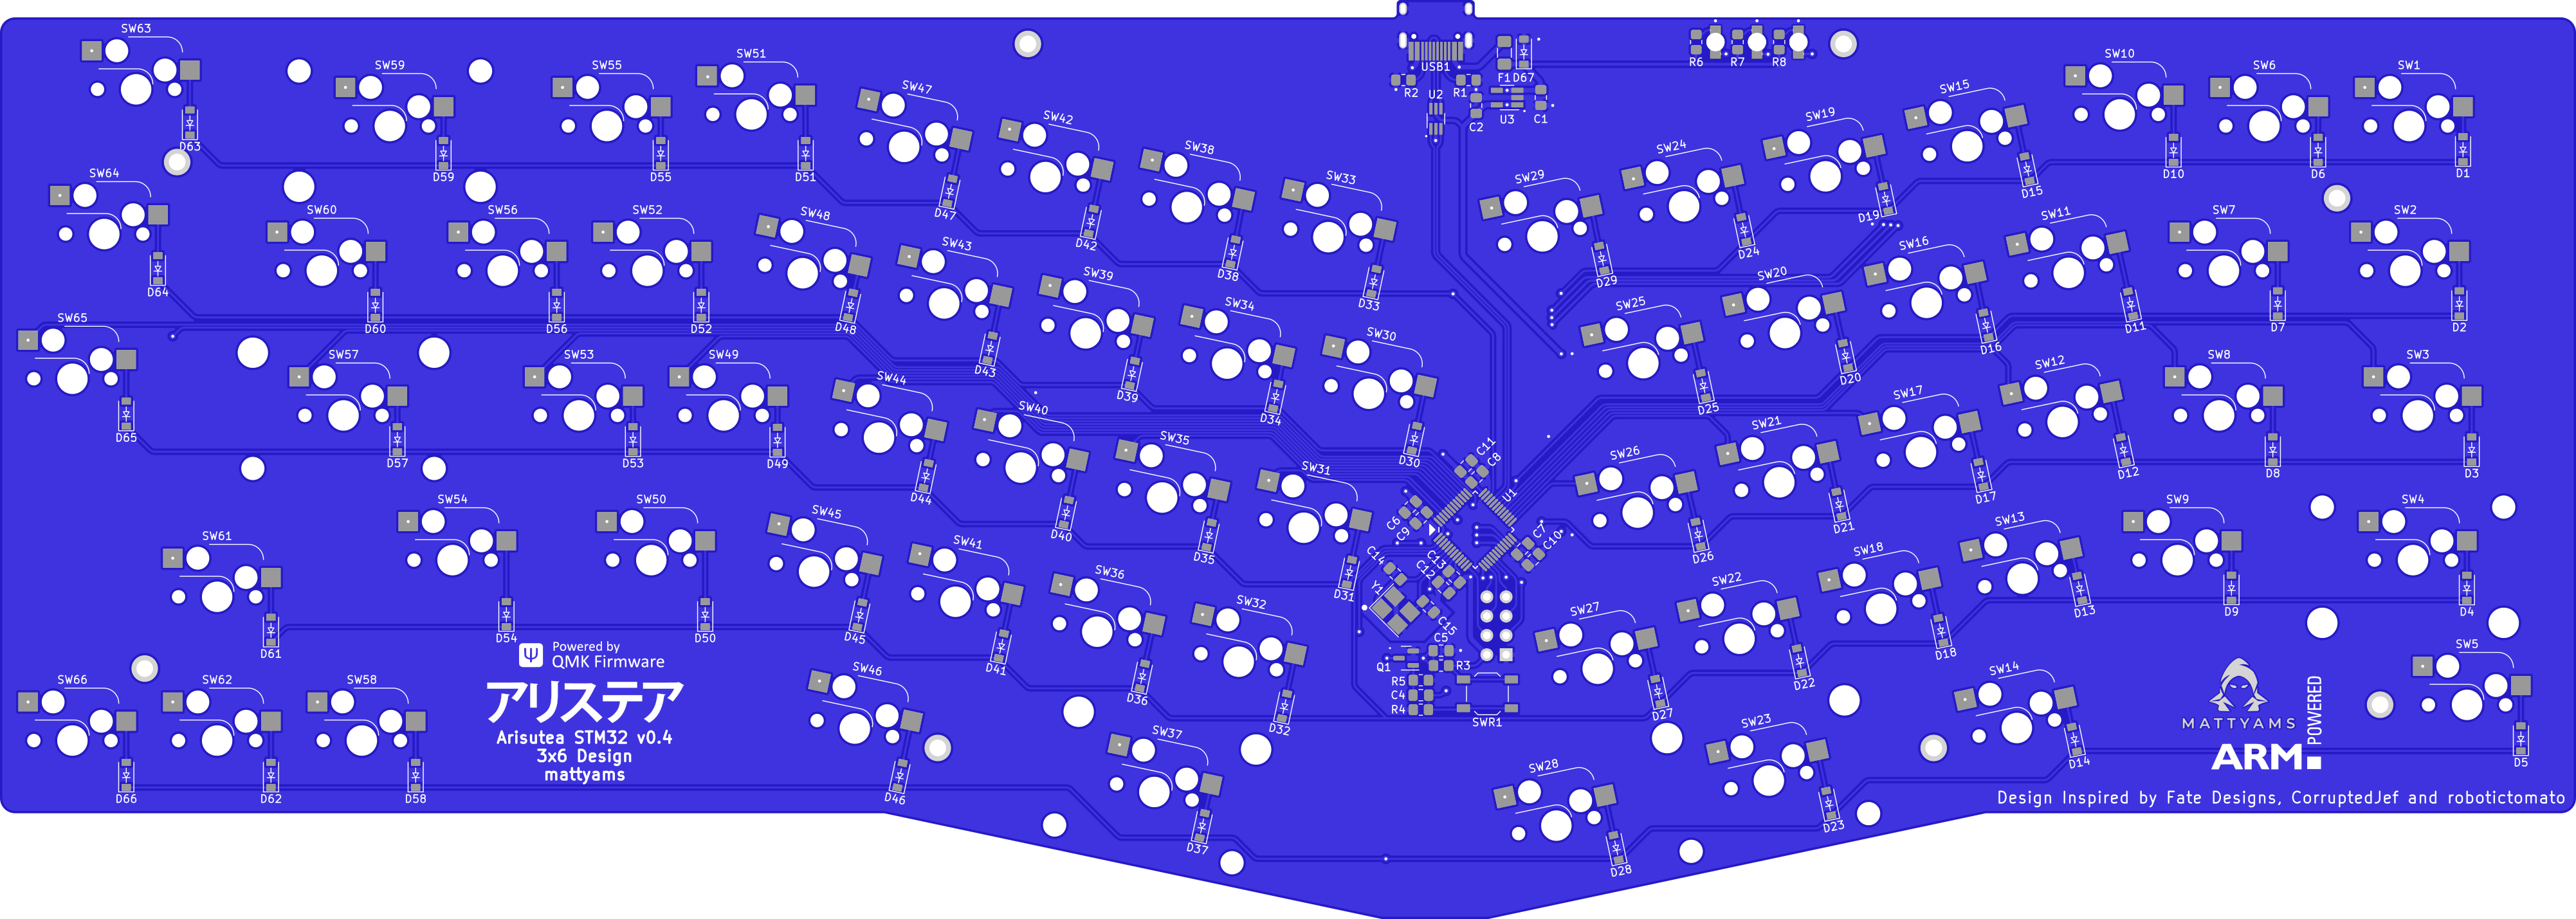 SW63
SW59
SW55
SW51
SW47
SW42
SW38
SW33
USB1
F1
D67
R2
R1
U2
C2
U3
C1
R6
R7
R8
SW29
SW24
SW19
SW15
SW10
SW6
SW1
D63
D59
D55
D51
D47
D42
D38
D33
D29
D24
D19
D15
D10
D6
D1
SW64
SW60
SW56
SW52
SW48
SW43
SW39
SW34
SW30
SW25
SW20
SW16
SW11
SW7
SW2
D64
D60
D56
D52
D48
D43
D39
D34
D30
D25
D20
D16
D11
D7
D2
SW65
SW57
SW53
SW49
SW44
SW40
SW35
SW31
C11
C8
U1
C6
C9
C7
C10
C14
C13
C12
Y1
C15
SW26
SW21
SW17
SW12
SW8
SW3
D65
D57
D53
D49
D44
D40
D35
D31
D26
D21
D17
D12
D8
D3
SW61
SW54
SW50
SW45
SW41
SW36
SW32
C5
Q1
R3
R5
C4
R4
SWR1
SW27
SW22
SW18
SW13
SW9
SW4
D61
D54
D50
D45
D41
D36
D32
D27
D22
D18
D13
D9
D4
SW66
SW62
SW58
SW46
SW37
SW28
SW23
SW14
SW5
D66
D62
D58
D46
D37
D28
D23
D14
D5
Powered by
QMK Firmware
アリステア
Arisutea STM32 v0.4
3x6 Design
mattyams
MATTYAMS
ARM
POWERED
Design Inspired by Fate Designs, CorruptedJef and robotictomato